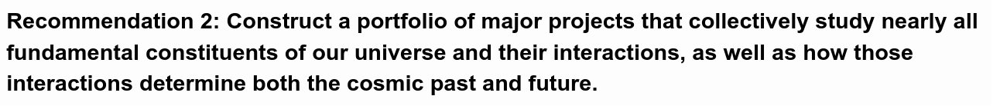 Recommendation 2: Construct a portfolio of major projects that collectively study nearly all
fundamental constituents of our universe and their interactions, as well as how those
interactions determine both the cosmic past and future.